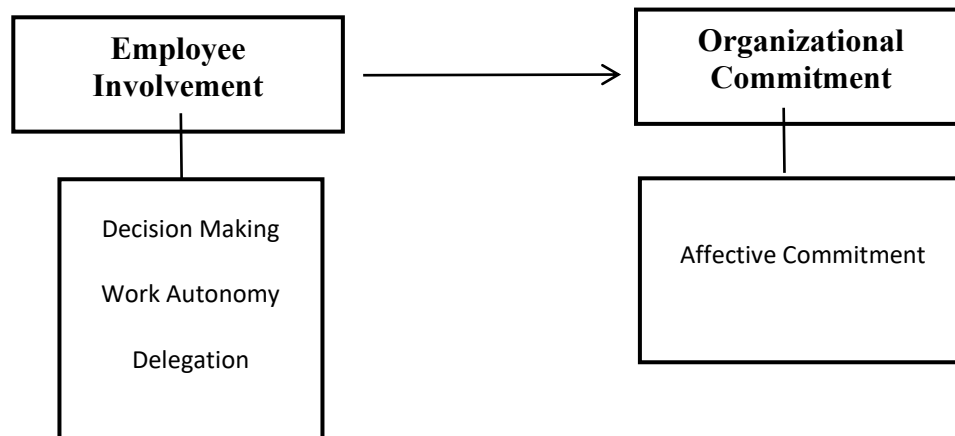 Employee
Involvement
Organizational
Commitment
Decision Making
Work Autonomy
Delegation
Affective Commitment